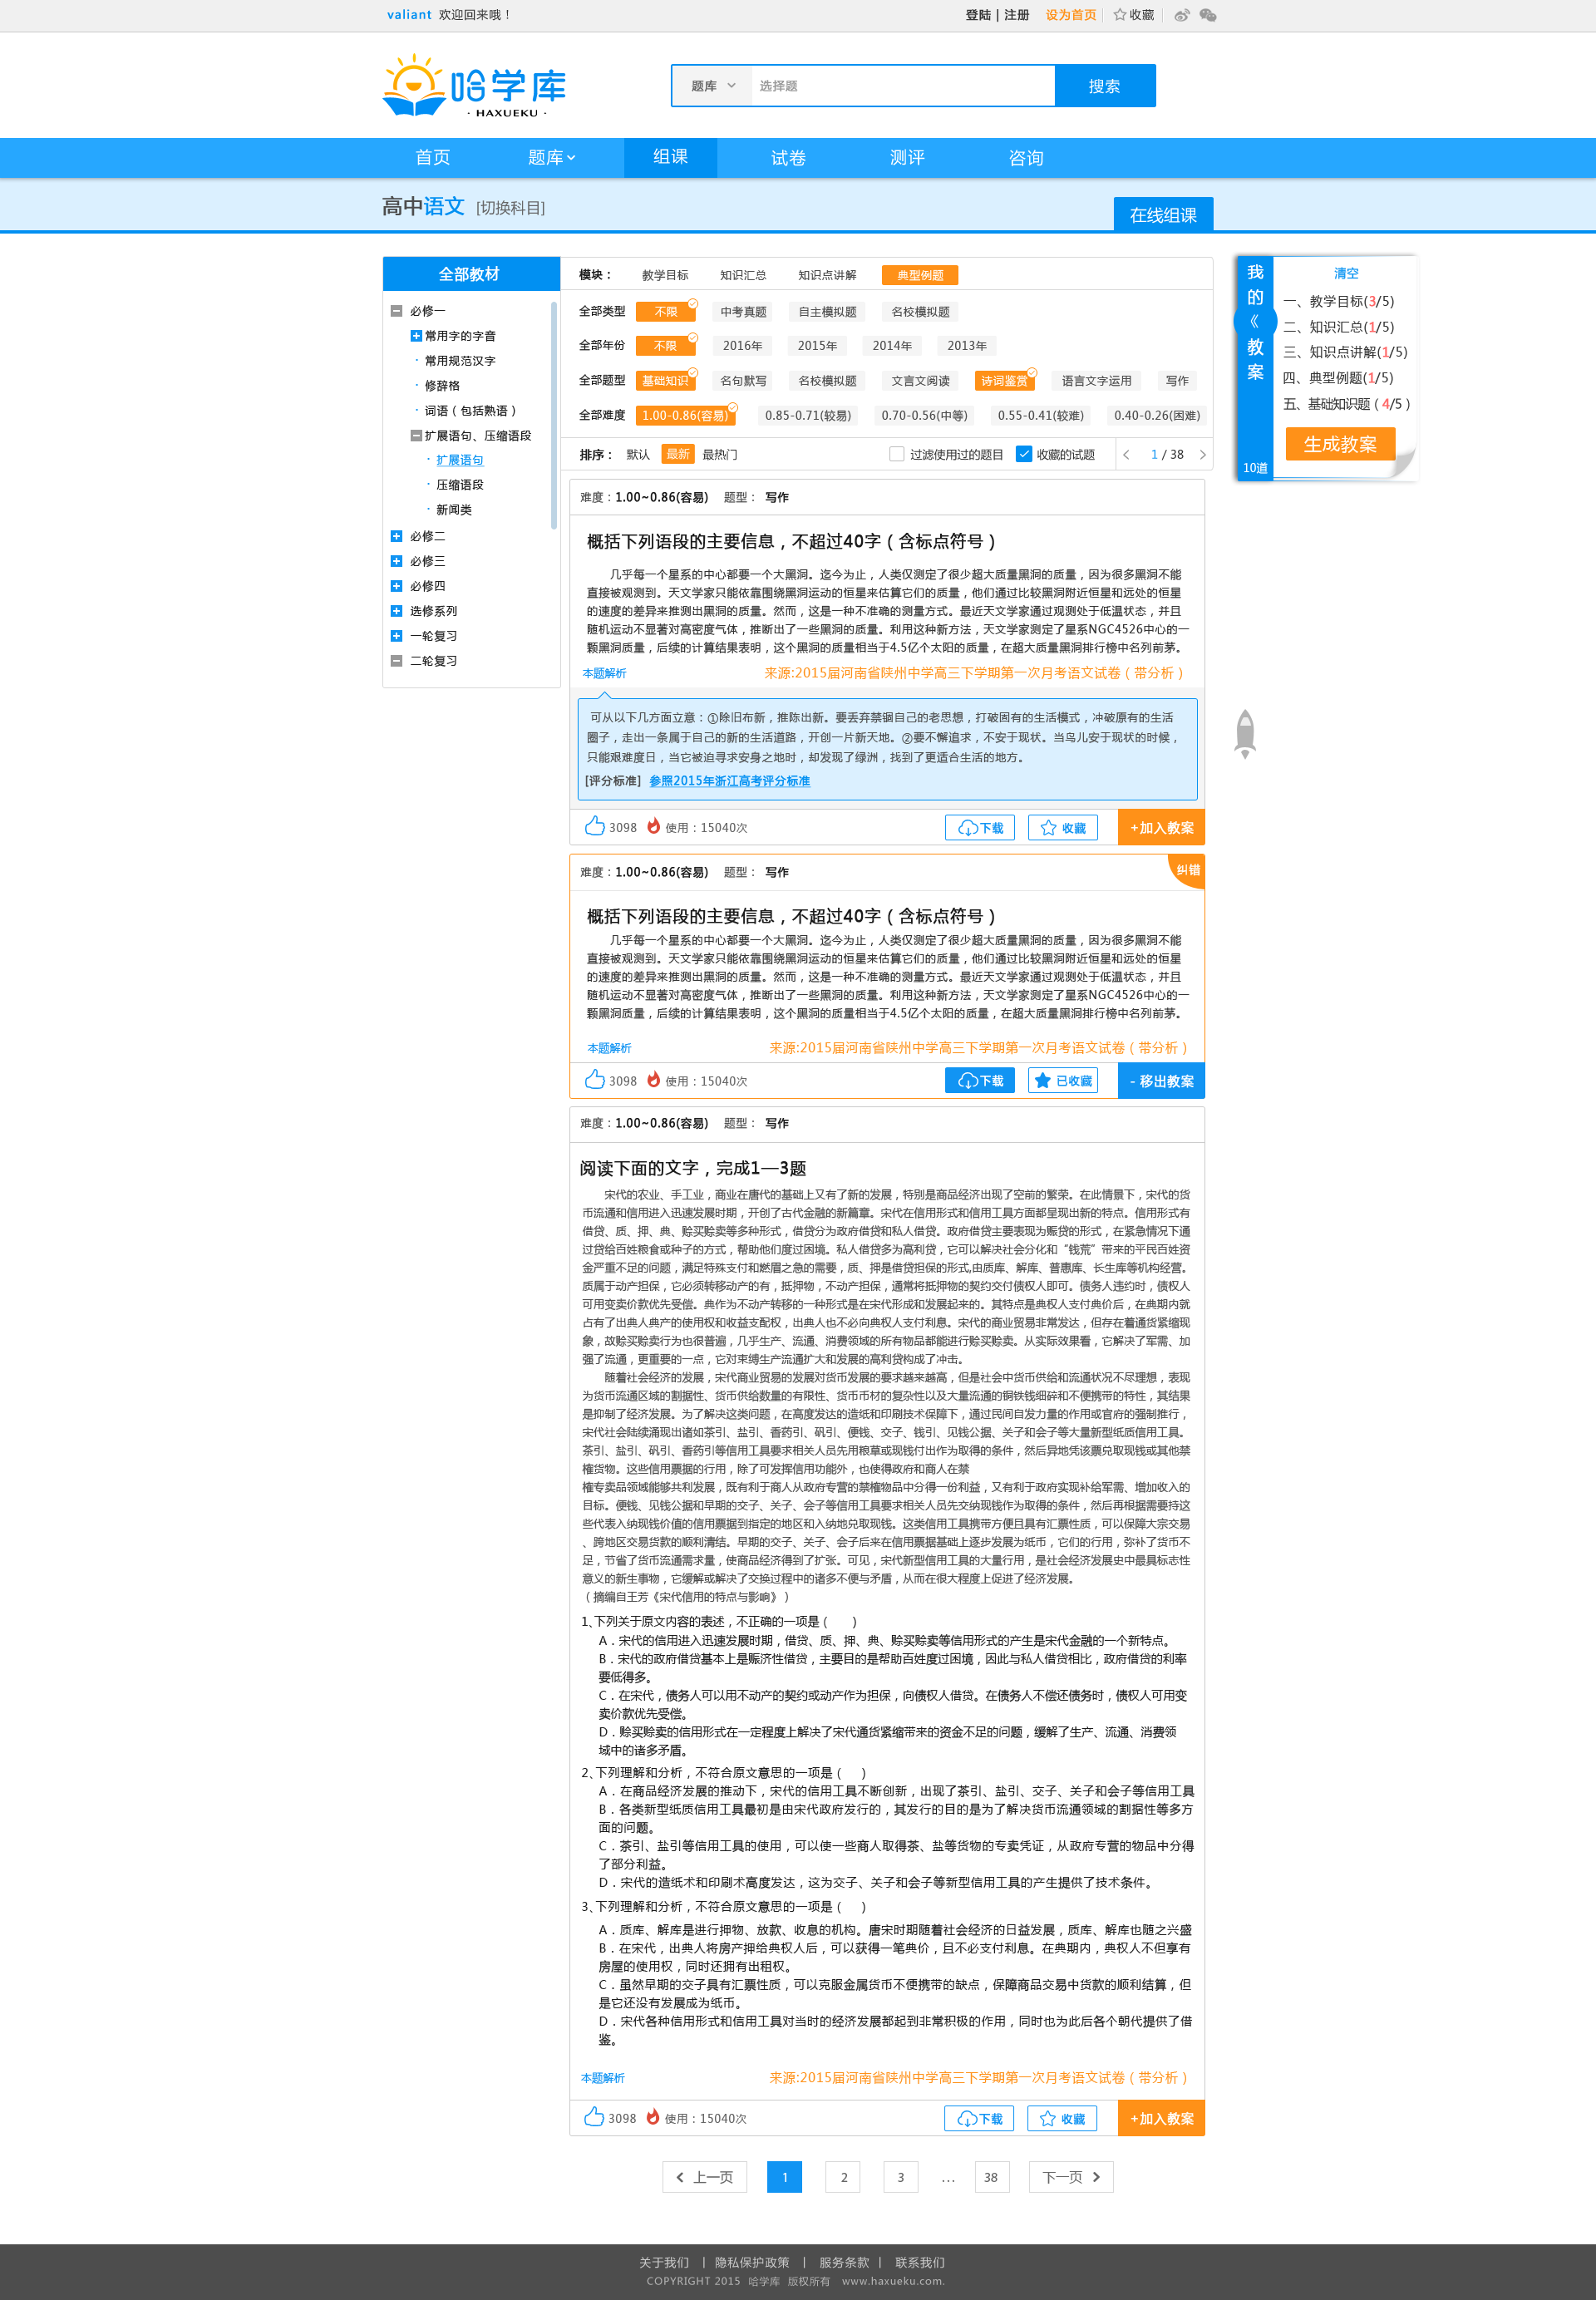 valiant 欢迎回来哦！
登陆 | 注册 设为首页 收藏
哈学库
· HAXUEKU ·
题库 选择题 搜索
首页 题库 组课 试卷 测评 咨询
高中语文 [切换科目]
在线组课
全部教材
必修一
常用字的字音
常用规范汉字
修辞格
词语（包括熟语）
扩展语句、压缩语段
扩展语句
压缩语段
新闻类
必修二
必修三
必修四
选修系列
一轮复习
二轮复习
模块： 教学目标 知识汇总 知识点讲解 典型例题
全部类型 不限 中考真题 自主模拟题 名校模拟题
全部年份 不限 2016年 2015年 2014年 2013年
全部题型 基础知识 名句默写 名校模拟题 文言文阅读 诗词鉴赏 语言文字运用 写作
全部难度 1.00-0.86(容易) 0.85-0.71(较易) 0.70-0.56(中等) 0.55-0.41(较难) 0.40-0.26(困难)
排序： 默认 最新 最热门 过滤使用过的题目 收藏的试题 1 / 38
我的《教案
10道
清空
一、教学目标(3/5)
二、知识汇总(1/5)
三、知识点讲解(1/5)
四、典型例题(1/5)
五、基础知识题（4/5）
生成教案
难度：1.00~0.86(容易) 题型： 写作
概括下列语段的主要信息，不超过40字（含标点符号）
几乎每一个星系的中心都要一个大黑洞。迄今为止，人类仅测定了很少超大质量黑洞的质量，因为很多黑洞不能
直接被观测到。天文学家只能依靠围绕黑洞运动的恒星来估算它们的质量，他们通过比较黑洞附近恒星和远处的恒星
的速度的差异来推测出黑洞的质量。然而，这是一种不准确的测量方式。最近天文学家通过观测处于低温状态，并且
随机运动不显著对高密度气体，推断出了一些黑洞的质量。利用这种新方法，天文学家测定了星系NGC4526中心的一
颗黑洞质量，后续的计算结果表明，这个黑洞的质量相当于4.5亿个太阳的质量，在超大质量黑洞排行榜中名列前茅。
本题解析 来源:2015届河南省陕州中学高三下学期第一次月考语文试卷（带分析）
可从以下几方面立意：①除旧布新，推陈出新。要丢弃禁锢自己的老思想，打破固有的生活模式，冲破原有的生活
圈子，走出一条属于自己的新的生活道路，开创一片新天地。②要不懈追求，不安于现状。当鸟儿安于现状的时候，
只能艰难度日，当它被迫寻求安身之地时，却发现了绿洲，找到了更适合生活的地方。
[评分标准] 参照2015年浙江高考评分标准
3098 使用：15040次 下载 收藏 +加入教案
难度：1.00~0.86(容易) 题型： 写作 纠错
概括下列语段的主要信息，不超过40字（含标点符号）
几乎每一个星系的中心都要一个大黑洞。迄今为止，人类仅测定了很少超大质量黑洞的质量，因为很多黑洞不能
直接被观测到。天文学家只能依靠围绕黑洞运动的恒星来估算它们的质量，他们通过比较黑洞附近恒星和远处的恒星
的速度的差异来推测出黑洞的质量。然而，这是一种不准确的测量方式。最近天文学家通过观测处于低温状态，并且
随机运动不显著对高密度气体，推断出了一些黑洞的质量。利用这种新方法，天文学家测定了星系NGC4526中心的一
颗黑洞质量，后续的计算结果表明，这个黑洞的质量相当于4.5亿个太阳的质量，在超大质量黑洞排行榜中名列前茅。
本题解析 来源:2015届河南省陕州中学高三下学期第一次月考语文试卷（带分析）
3098 使用：15040次 下载 已收藏 - 移出教案
难度：1.00~0.86(容易) 题型： 写作
阅读下面的文字，完成1—3题
宋代的农业、手工业，商业在唐代的基础上又有了新的发展，特别是商品经济出现了空前的繁荣。在此情景下，宋代的货
币流通和信用进入迅速发展时期，开创了古代金融的新篇章。宋代在信用形式和信用工具方面都呈现出新的特点。信用形式有
借贷、质、押、典、赊买赊卖等多种形式，借贷分为政府借贷和私人借贷。政府借贷主要表现为赈贷的形式，在紧急情况下通
过贷给百姓粮食或种子的方式，帮助他们度过困境。私人借贷多为高利贷，它可以解决社会分化和“钱荒”带来的平民百姓资
金严重不足的问题，满足特殊支付和燃眉之急的需要，质、押是借贷担保的形式,由质库、解库、普惠库、长生库等机构经营。
质属于动产担保，它必须转移动产的有，抵押物，不动产担保，通常将抵押物的契约交付债权人即可。债务人违约时，债权人
可用变卖价款优先受偿。典作为不动产转移的一种形式是在宋代形成和发展起来的。其特点是典权人支付典价后，在典期内就
占有了出典人典产的使用权和收益支配权，出典人也不必向典权人支付利息。宋代的商业贸易非常发达，但存在着通货紧缩现
象，故赊买赊卖行为也很普遍，几乎生产、流通、消费领域的所有物品都能进行赊买赊卖。从实际效果看，它解决了军需、加
强了流通，更重要的一点，它对束缚生产流通扩大和发展的高利贷构成了冲击。
随着社会经济的发展，宋代商业贸易的发展对货币发展的要求越来越高，但是社会中货币供给和流通状况不尽理想，表现
为货币流通区域的割据性、货币供给数量的有限性、货币币材的复杂性以及大量流通的铜铁钱细碎和不便携带的特性，其结果
是抑制了经济发展。为了解决这类问题，在高度发达的造纸和印刷技术保障下，通过民间自发力量的作用或官府的强制推行，
宋代社会陆续涌现出诸如茶引、盐引、香药引、矾引、便钱、交子、钱引、见钱公据、关子和会子等大量新型纸质信用工具。
茶引、盐引、矾引、香药引等信用工具要求相关人员先用粮草或现钱付出作为取得的条件，然后异地凭该票兑取现钱或其他禁
榷货物。这些信用票据的行用，除了可发挥信用功能外，也使得政府和商人在禁
榷专卖品领域能够共利发展，既有利于商人从政府专营的禁榷物品中分得一份利益，又有利于政府实现补给军需、增加收入的
目标。便钱、见钱公据和早期的交子、关子、会子等信用工具要求相关人员先交纳现钱作为取得的条件，然后再根据需要持这
些代表入纳现钱价值的信用票据到指定的地区和入纳地兑取现钱。这类信用工具携带方便且具有汇票性质，可以保障大宗交易
、跨地区交易货款的顺利清结。早期的交子、关子、会子后来在信用票据基础上逐步发展为纸币，它们的行用，弥补了货币不
足，节省了货币流通需求量，使商品经济得到了扩张。可见，宋代新型信用工具的大量行用，是社会经济发展史中最具标志性
意义的新生事物，它缓解或解决了交换过程中的诸多不便与矛盾，从而在很大程度上促进了经济发展。
（摘编自王芳《宋代信用的特点与影响》）
1、下列关于原文内容的表述，不正确的一项是（ ）
A．宋代的信用进入迅速发展时期，借贷、质、押、典、赊买赊卖等信用形式的产生是宋代金融的一个新特点。
B．宋代的政府借贷基本上是赈济性借贷，主要目的是帮助百姓度过困境，因此与私人借贷相比，政府借贷的利率
要低得多。
C．在宋代，债务人可以用不动产的契约或动产作为担保，向债权人借贷。在债务人不偿还债务时，债权人可用变
卖价款优先受偿。
D．赊买赊卖的信用形式在一定程度上解决了宋代通货紧缩带来的资金不足的问题，缓解了生产、流通、消费领
域中的诸多矛盾。
2、下列理解和分析，不符合原文意思的一项是（ ）
A．在商品经济发展的推动下，宋代的信用工具不断创新，出现了茶引、盐引、交子、关子和会子等信用工具
B．各类新型纸质信用工具最初是由宋代政府发行的，其发行的目的是为了解决货币流通领域的割据性等多方
面的问题。
C．茶引、盐引等信用工具的使用，可以使一些商人取得茶、盐等货物的专卖凭证，从政府专营的物品中分得
了部分利益。
D．宋代的造纸术和印刷术高度发达，这为交子、关子和会子等新型信用工具的产生提供了技术条件。
3、下列理解和分析，不符合原文意思的一项是（ ）
A．质库、解库是进行押物、放款、收息的机构。唐宋时期随着社会经济的日益发展，质库、解库也随之兴盛
B．在宋代，出典人将房产押给典权人后，可以获得一笔典价，且不必支付利息。在典期内，典权人不但享有
房屋的使用权，同时还拥有出租权。
C．虽然早期的交子具有汇票性质，可以克服金属货币不便携带的缺点，保障商品交易中货款的顺利结算，但
是它还没有发展成为纸币。
D．宋代各种信用形式和信用工具对当时的经济发展都起到非常积极的作用，同时也为此后各个朝代提供了借
鉴。
本题解析 来源:2015届河南省陕州中学高三下学期第一次月考语文试卷（带分析）
3098 使用：15040次 下载 收藏 +加入教案
上一页 1 2 3 ... 38 下一页
关于我们 | 隐私保护政策 | 服务条款 | 联系我们
COPYRIGHT 2015 哈学库 版权所有 www.haxueku.com.